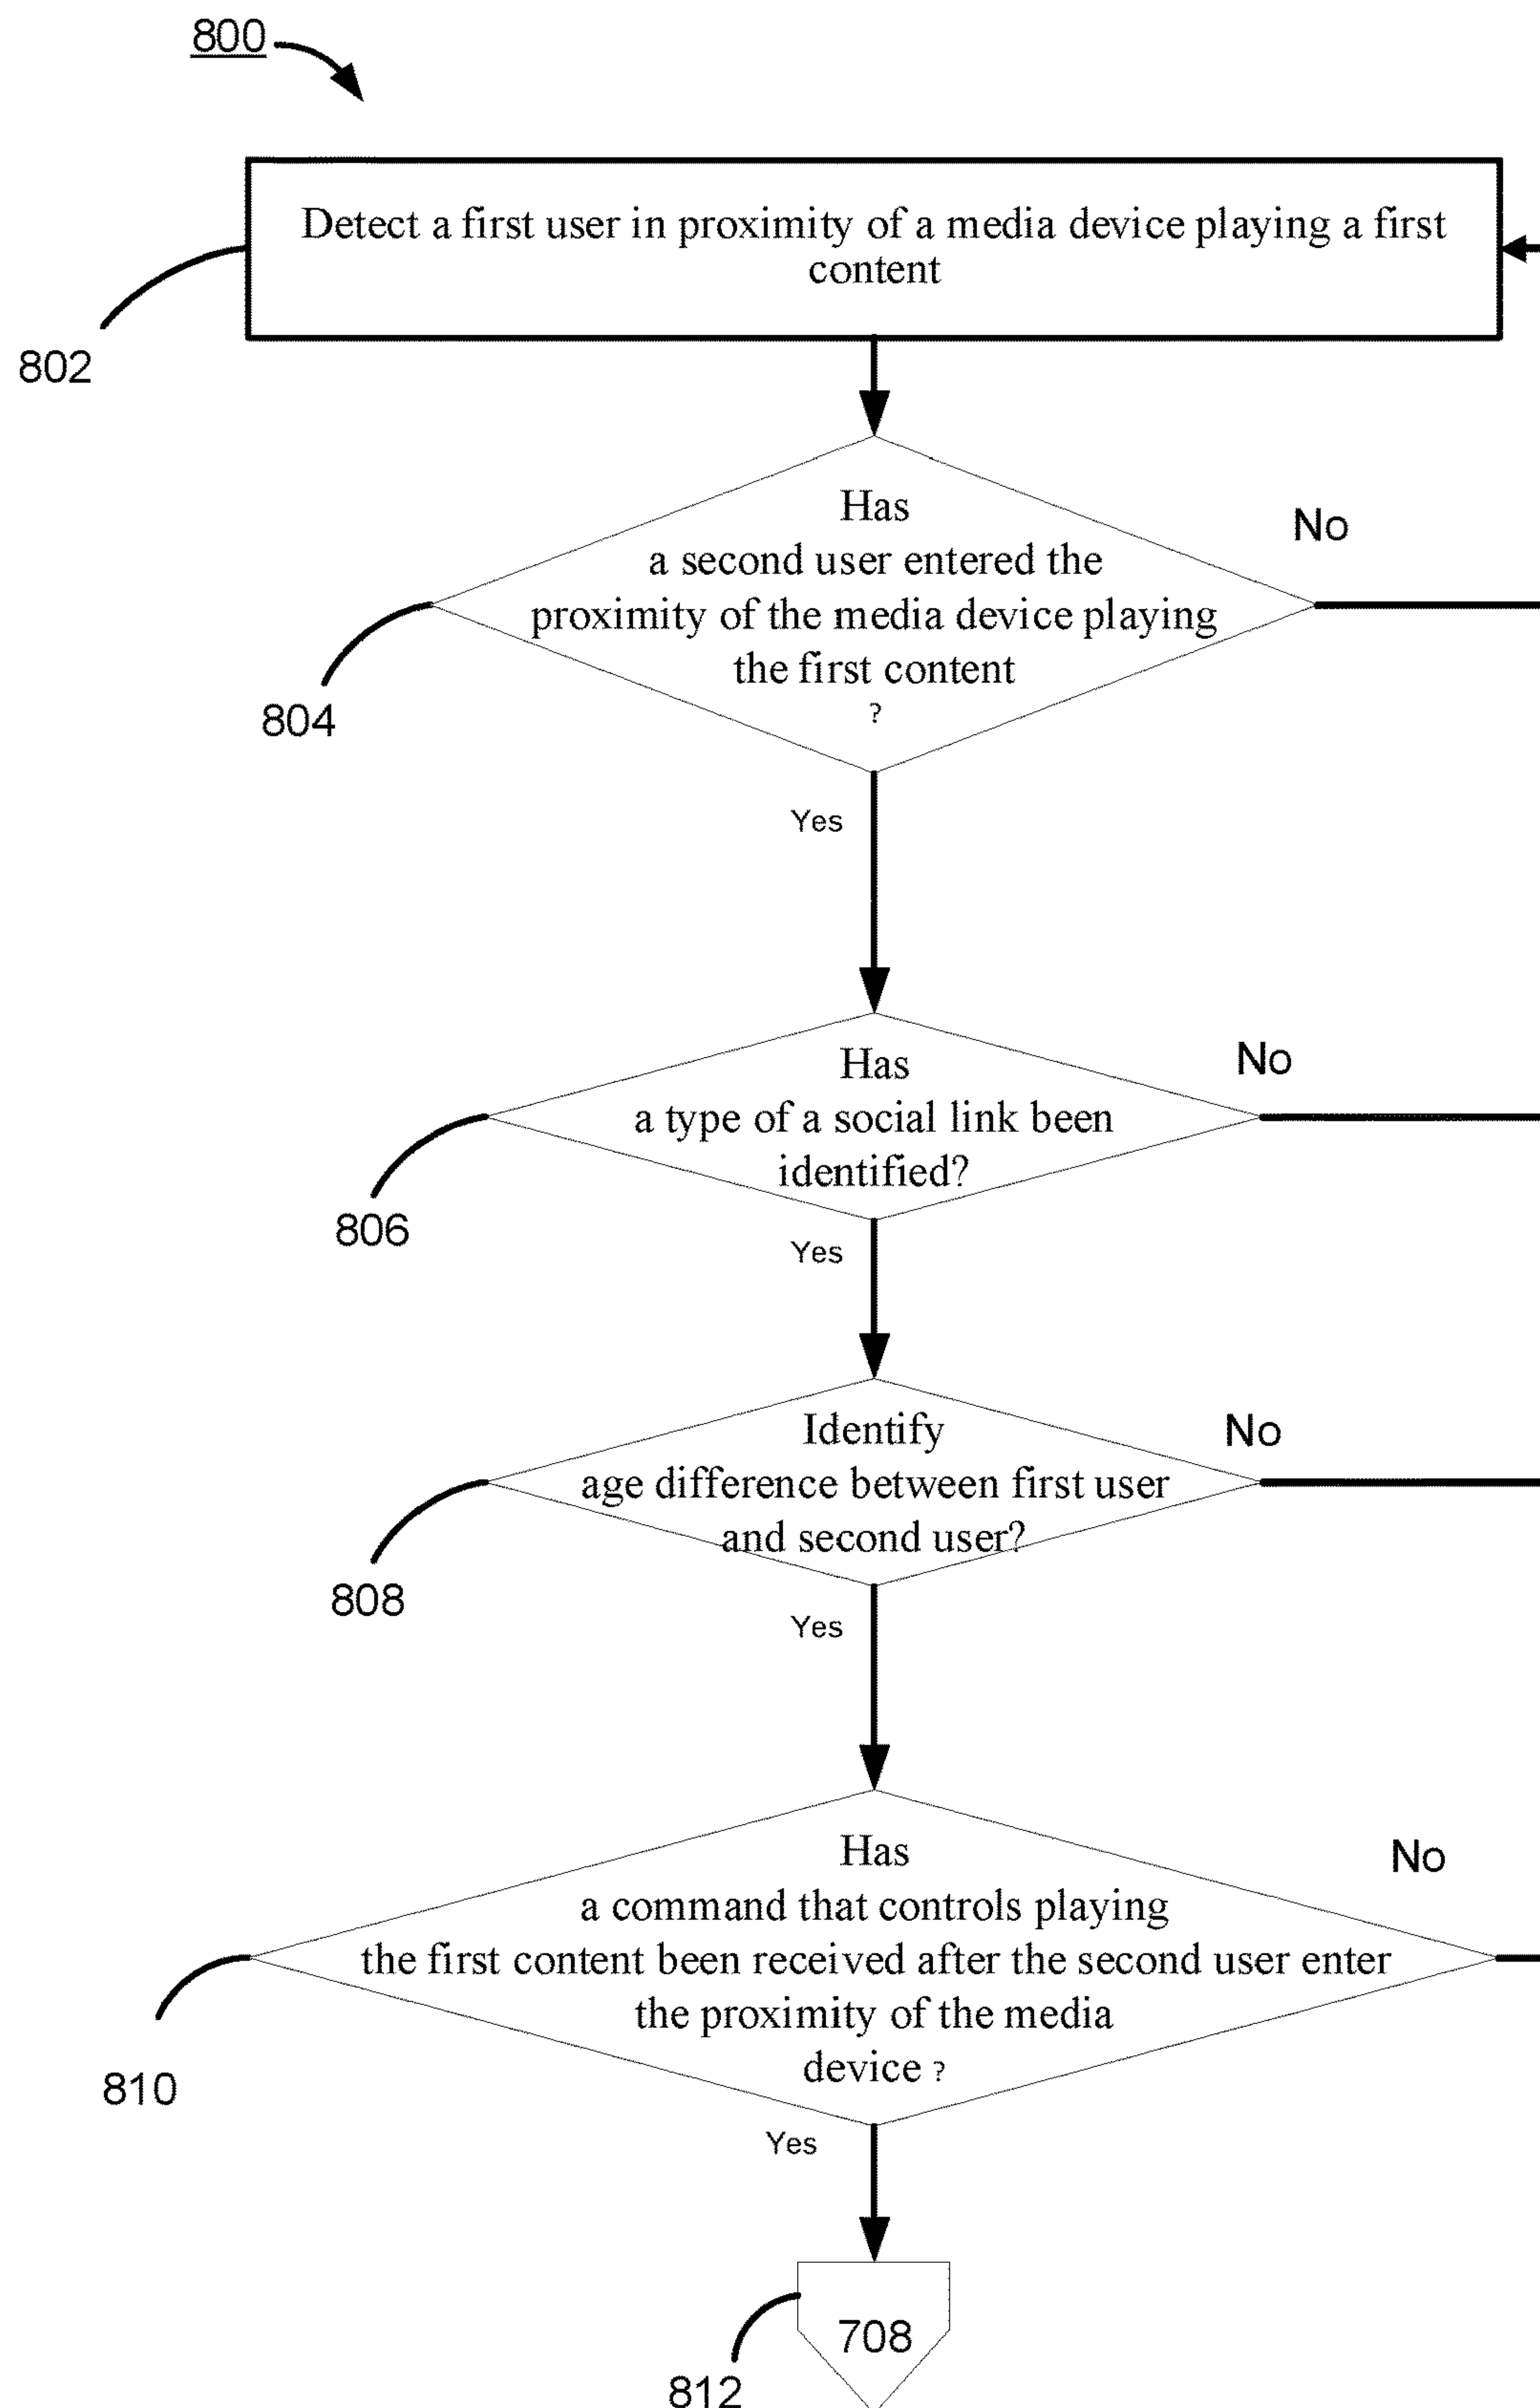 800
Detect a first user in proximity of a media device playing a first
content
802
Has
a second user entered the
proximity of the media device playing
the first content
?
No
804
Yes
Has
a type of a social link been
identified?
No
806
Yes
Identify
age difference between first user
and second user?
No
808
Yes
Has
a command that controls playing
the first content been received after the second user enter
the proximity of the media
device ?
No
810
Yes
708
812